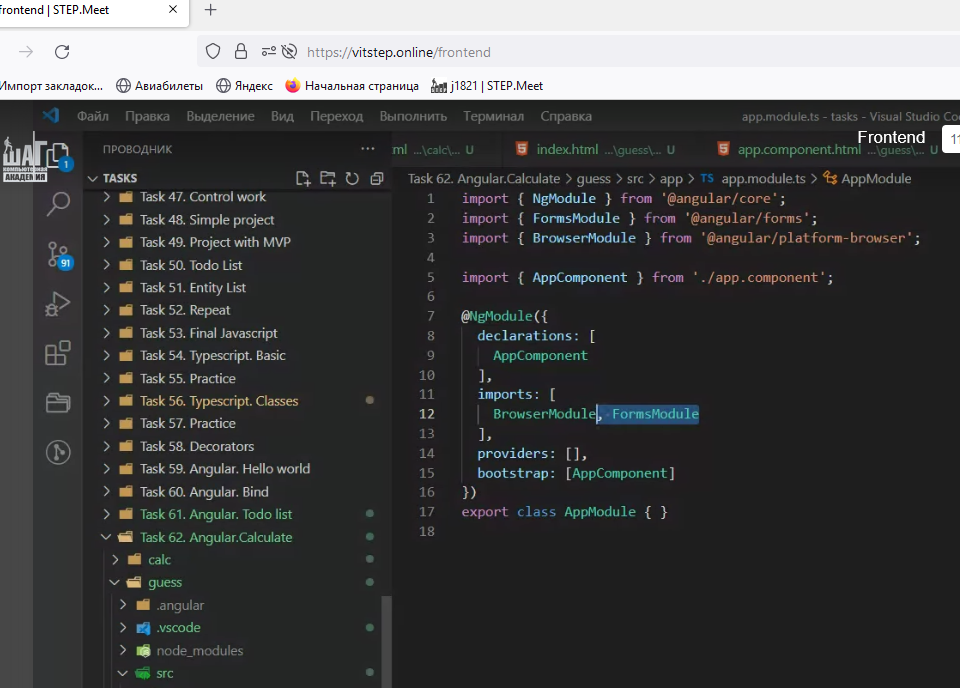 frontend | STEP.Meet
https://vitstep.online/frontend
Импорт закладок... Авиабилеты Яндекс Начальная страница j1821 | STEP.Meet
Файл Правка Выделение Вид Переход Выполнить Терминал Справка app.module.ts - tasks - Visual Studio Co
Frontend
11
ШАГ
КОМПЬЮТЕРНАЯ
АКАДЕМИЯ
1
91
ПРОВОДНИК
TASKS
Task 47. Control work
Task 48. Simple project
Task 49. Project with MVP
Task 50. Todo List
Task 51. Entity List
Task 52. Repeat
Task 53. Final Javascript
Task 54. Typescript. Basic
Task 55. Practice
Task 56. Typescript. Classes
Task 57. Practice
Task 58. Decorators
Task 59. Angular. Hello world
Task 60. Angular. Bind
Task 61. Angular. Todo list
Task 62. Angular.Calculate
calc
guess
.angular
.vscode
node_modules
src
ml ...\calc\... U index.html ...\guess\... U app.component.html ...\guess\... U
Task 62. Angular.Calculate > guess > src > app > TS app.module.ts > AppModule
1 import { NgModule } from '@angular/core';
2 import { FormsModule } from '@angular/forms';
3 import { BrowserModule } from '@angular/platform-browser';
4
5 import { AppComponent } from './app.component';
6
7 @NgModule({
8 declarations: [
9 AppComponent
10 ],
11 imports: [
12 BrowserModule, FormsModule
13 ],
14 providers: [],
15 bootstrap: [AppComponent]
16 })
17 export class AppModule { }
18